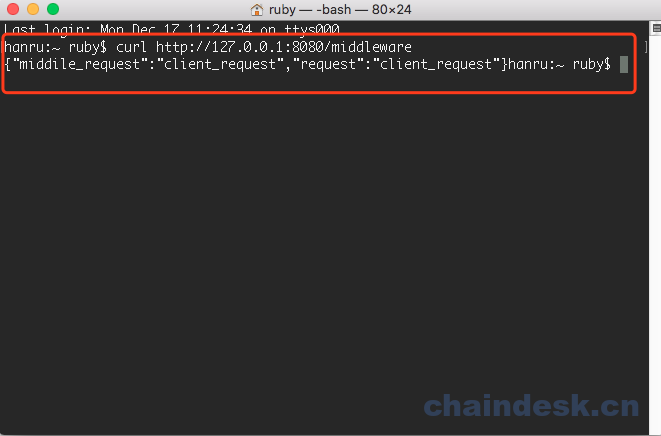 ruby — -bash — 80×24
Last login: Mon Dec 17 11:24:34 on ttys000
hanru:~ ruby$ curl http://127.0.0.1:8080/middleware
{"middile_request":"client_request","request":"client_request"}hanru:~ ruby$
chaindesk.cn